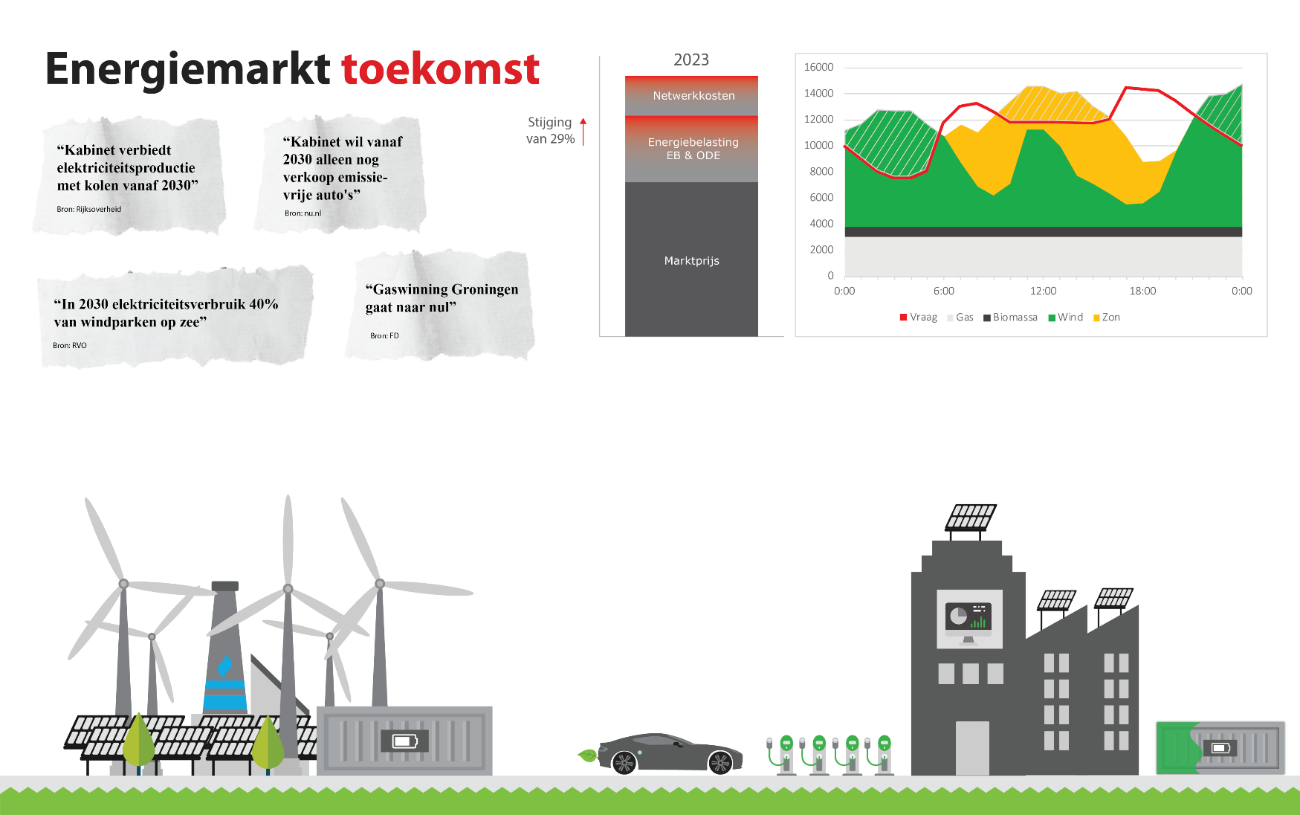 Energiemarkt toekomst
“Kabinet verbiedt
elektriciteitsproductie
met kolen vanaf 2030”
Bron: Rijksoverheid
“Kabinet wil vanaf
2030 alleen nog
verkoop emissie-
vrije auto's”
Bron: nu.nl
“In 2030 elektriciteitsverbruik 40%
van windparken op zee”
Bron: RVO
“Gaswinning Groningen
gaat naar nul”
Bron: FD
Stijging
van 29%
2023
Netwerkkosten
Energiebelasting
EB & ODE
Marktprijs
16000
14000
12000
10000
8000
6000
4000
2000
0
0:00 6:00 12:00 18:00 0:00
Vraag Gas Biomassa Wind Zon